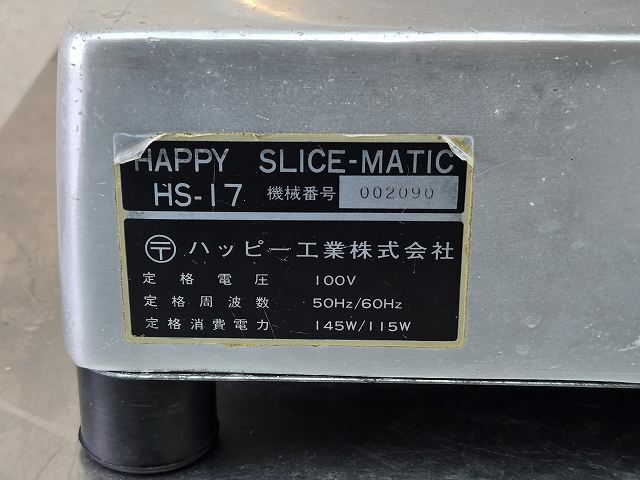 HAPPY SLICE-MATIC
HS-17 機械番号 002090
〶 ハッピー工業株式会社
定格電圧 100V
定格周波数 50Hz/60Hz
定格消費電力 145W/115W